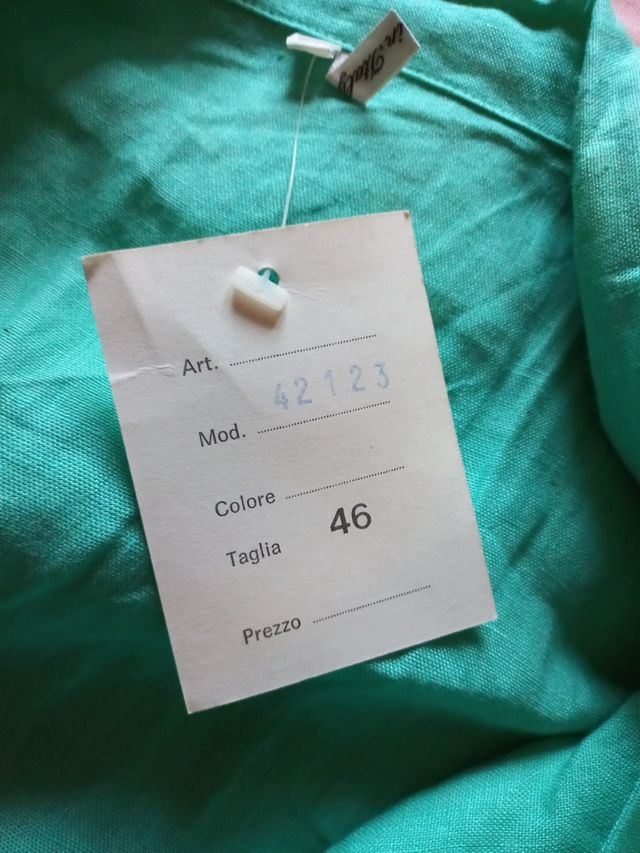 in Italy
Art. ..............................
42123
Mod. ..............................
Colore .........................
46
Taglia
Prezzo .........................